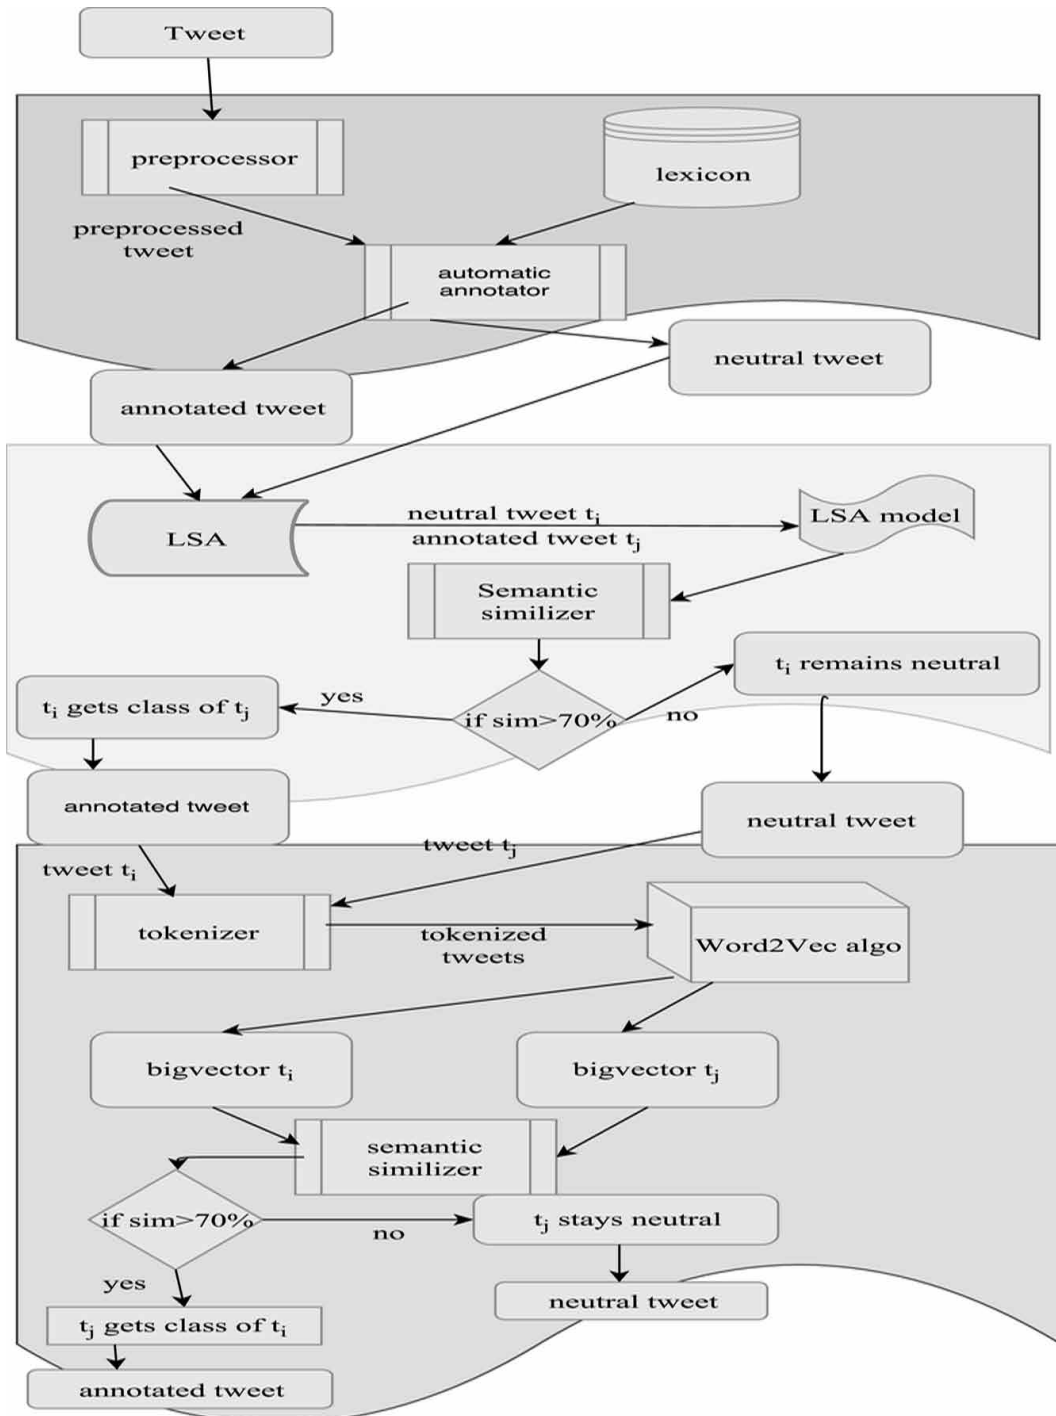 Tweet
preprocessor
lexicon
preprocessed
tweet
automatic
annotator
neutral tweet
annotated tweet
LSA
neutral tweet tᵢ
annotated tweet tⱼ
LSA model
Semantic
similizer
tᵢ remains neutral
yes
if sim>70%
no
tᵢ gets class of tⱼ
annotated tweet
neutral tweet
tweet tⱼ
tweet tᵢ
tokenizer
tokenized
tweets
Word2Vec algo
bigvector tᵢ
bigvector tⱼ
semantic
similizer
if sim>70%
no
tⱼ stays neutral
yes
neutral tweet
tⱼ gets class of tᵢ
annotated tweet